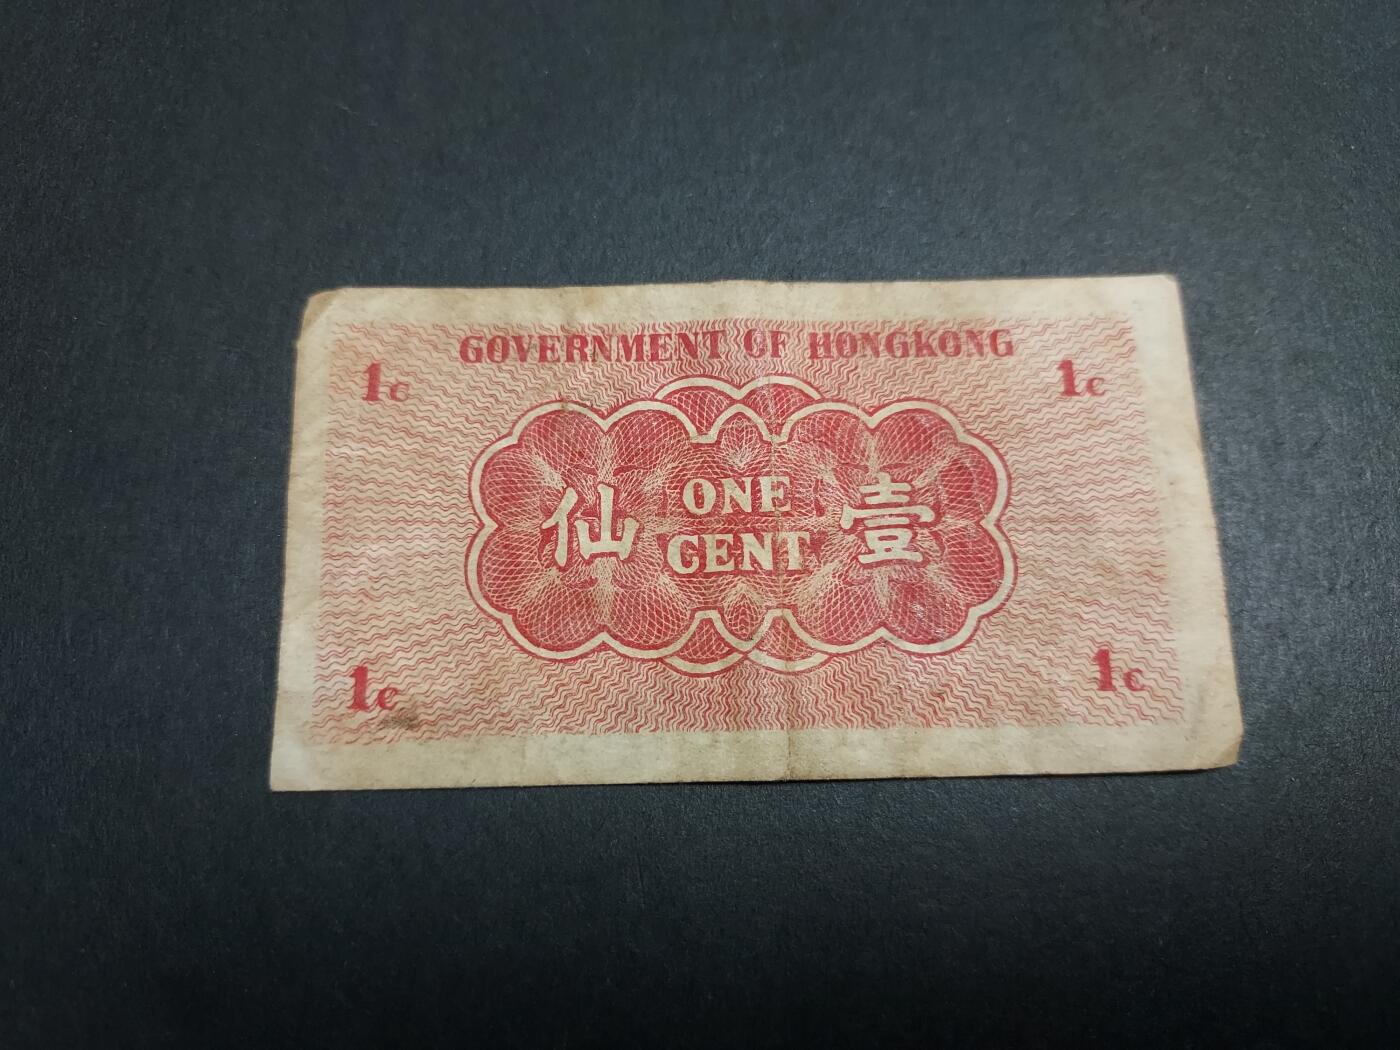 GOVERNMENT OF HONGKONG
1c 1c
仙 ONE 壹
CENT
1c 1c